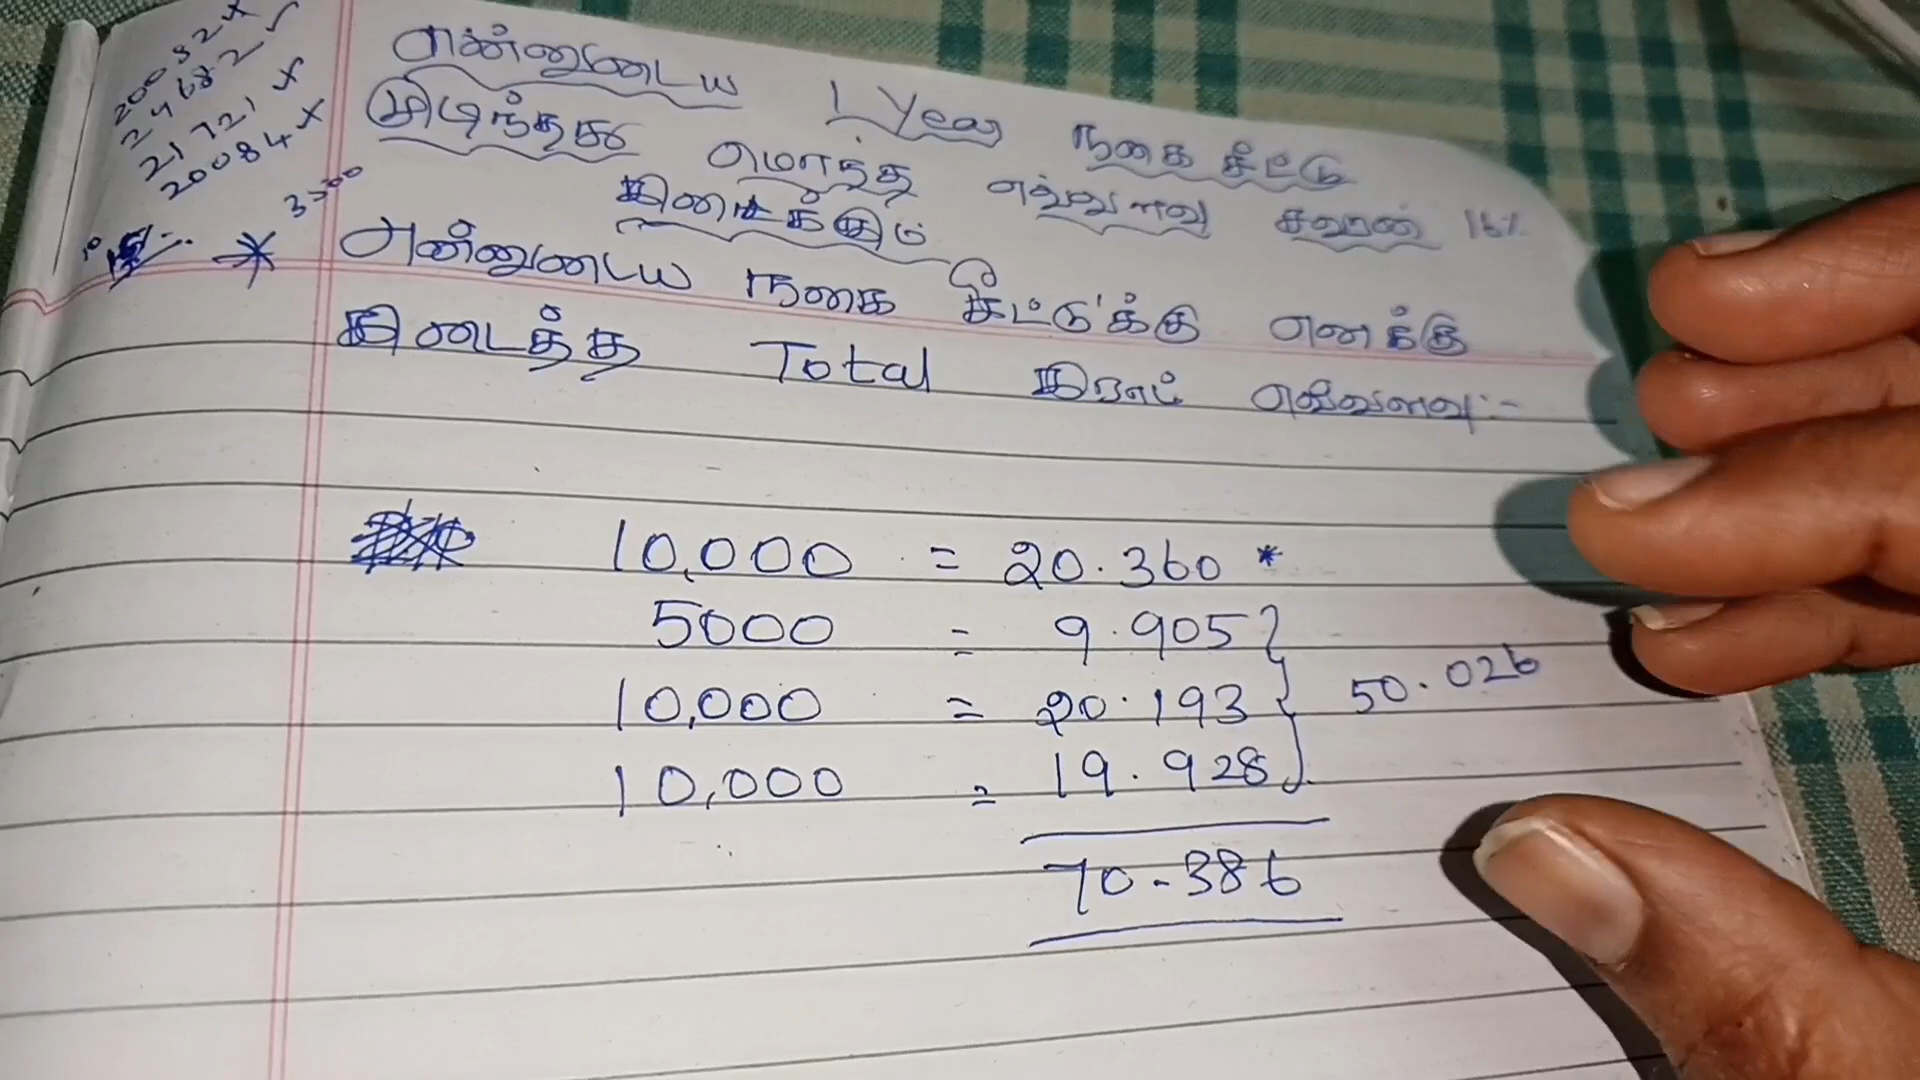 20032 x
24682 ✓
21721 x
20084 x
3500
என்னுடைய 1 Year நகை சீட்டு
முடிந்தது மொத்த எவ்வளவு சவரன் 16%
கிடைக்கும்
* என்னுடைய நகை சீட்டு'க்கு எனக்கு
கிடைத்த Total கிராம் எவ்வளவு:-
10,000 = 20.360 *
5000 = 9.905
10,000 = 20.193 } 50.026
10,000 = 19.928
70.386